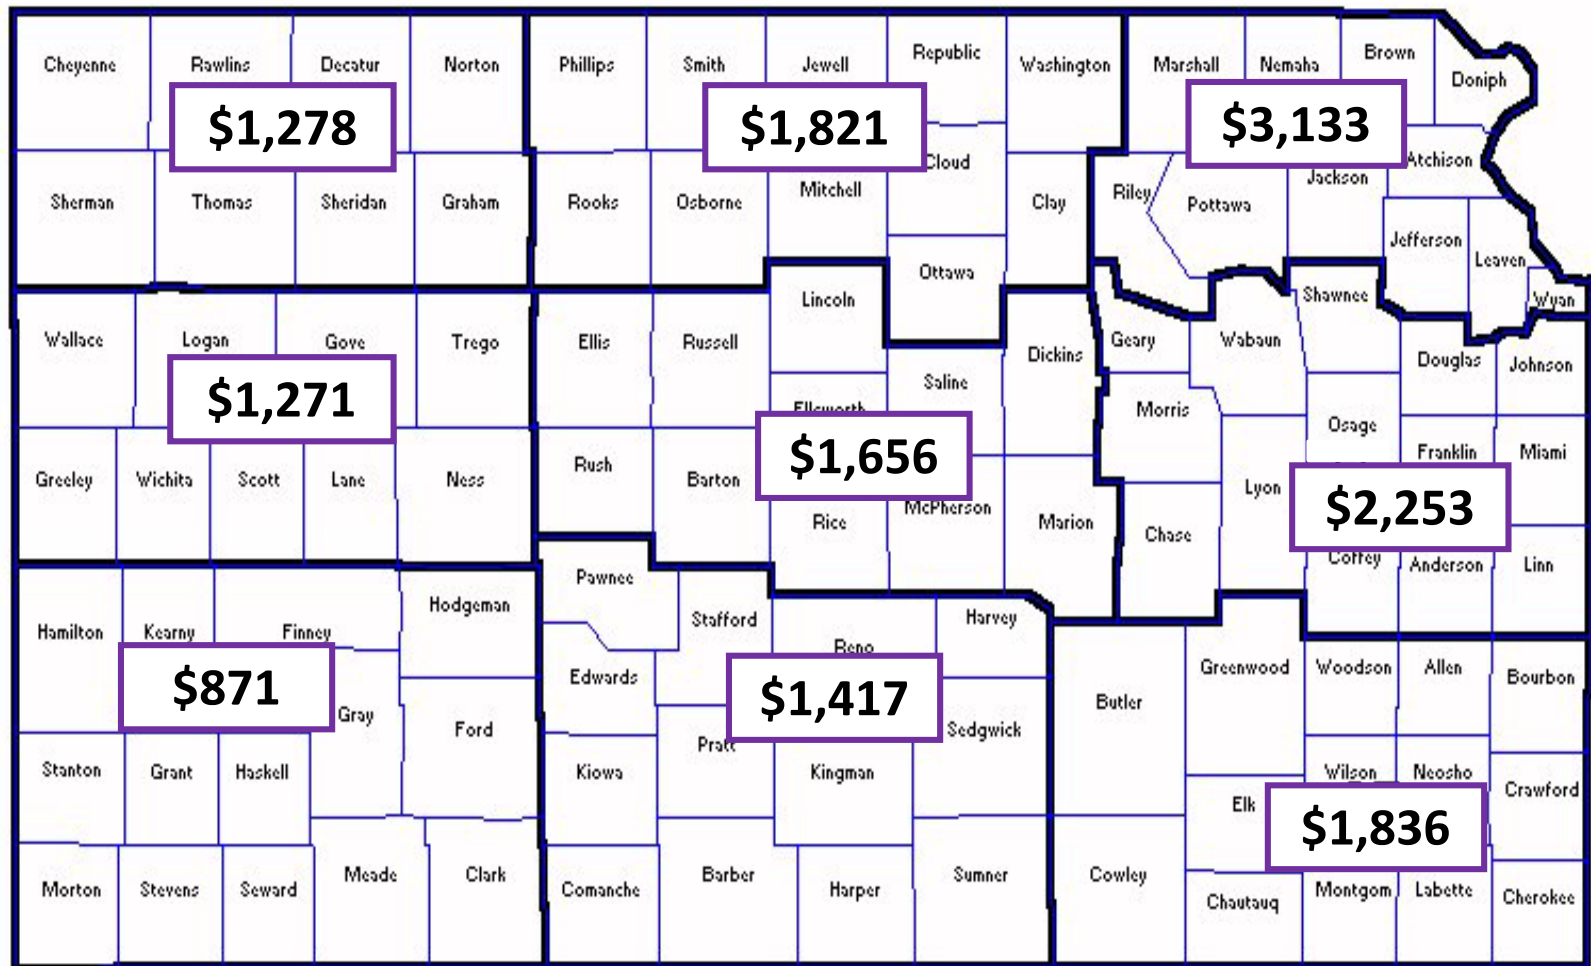 Cheyenne Rawlins Decatur Norton Phillips Smith Jewell Republic Washington Marshall Nemaha Brown Doniph
$1,278 $1,821 $3,133
Sherman Thomas Sheridan Graham Rooks Osborne Mitchell Cloud Clay Riley Pottawa Jackson Atchison
Ottawa Jefferson Leaven
Lincoln Shawnee Wyan
Wallace Logan Gove Trego Ellis Russell Dickins Geary Wabaun Douglas Johnson
$1,271 Saline
Ellsworth Morris Osage
Greeley Wichita Scott Lane Ness Rush Barton $1,656 Lyon Franklin Miami
Rice McPherson Marion Chase $2,253
Coffey Anderson Linn
Hamilton Kearny Finney Hodgeman Pawnee Stafford Reno Harvey
$871 Edwards $1,417 Greenwood Woodson Allen Bourbon
Gray Ford Pratt Sedgwick Butler
Stanton Grant Haskell Kiowa Kingman Wilson Neosho Crawford
Elk $1,836
Morton Stevens Seward Meade Clark Comanche Barber Harper Sumner Cowley Chautauq Montgom Labette Cherokee